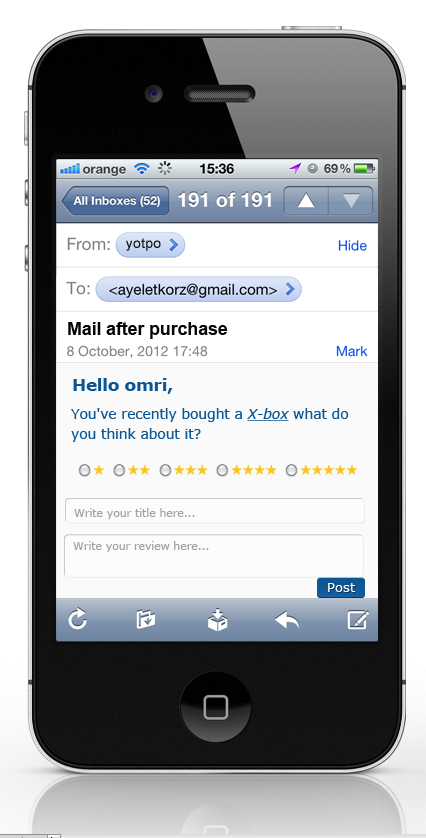 orange 15:36 69%
All Inboxes (52) 191 of 191
From: yotpo Hide
To: <ayeletkorz@gmail.com>
Mail after purchase
8 October, 2012 17:48 Mark
Hello omri,
You've recently bought a X-box what do
you think about it?
Write your title here...
Write your review here...
Post